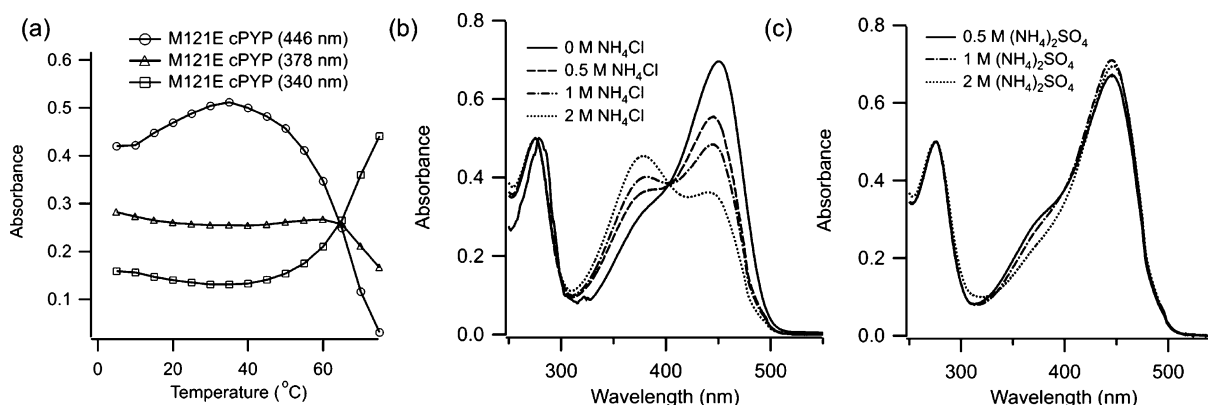 (a)
M121E cPYP (446 nm)
M121E cPYP (378 nm)
M121E cPYP (340 nm)
0.6
0.5
0.4
0.3
0.2
0.1
Absorbance
0
20
40
60
Temperature (°C)
(b)
0 M NH₄Cl
0.5 M NH₄Cl
1 M NH₄Cl
2 M NH₄Cl
0.8
0.6
0.4
0.2
0.0
Absorbance
300
400
500
Wavelength (nm)
(c)
0.5 M (NH₄)₂SO₄
1 M (NH₄)₂SO₄
2 M (NH₄)₂SO₄
0.8
0.6
0.4
0.2
0.0
Absorbance
300
400
500
Wavelength (nm)